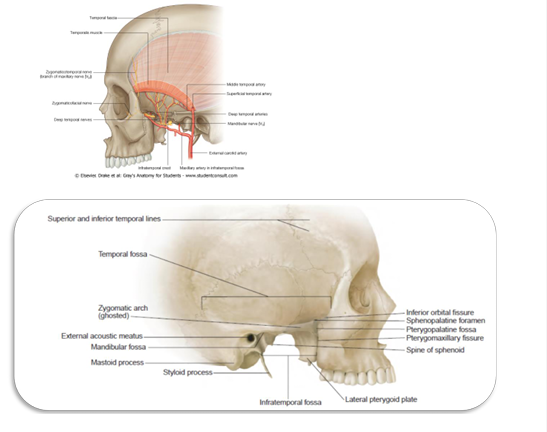 Temporal fascia
Temporalis muscle
Zygomaticotemporal nerve
(branch of maxillary nerve [V2])
Zygomaticofacial nerve
Deep temporal nerves
Middle temporal artery
Superficial temporal artery
Deep temporal arteries
Mandibular nerve [V3]
External carotid artery
Infratemporal crest
Maxillary artery in infratemporal fossa
© Elsevier. Drake et al: Gray's Anatomy for Students - www.studentconsult.com
Superior and inferior temporal lines
Temporal fossa
Zygomatic arch
(ghosted)
External acoustic meatus
Mandibular fossa
Mastoid process
Styloid process
Inferior orbital fissure
Sphenopalatine foramen
Pterygopalatine fossa
Pterygomaxillary fissure
Spine of sphenoid
Lateral pterygoid plate
Infratemporal fossa